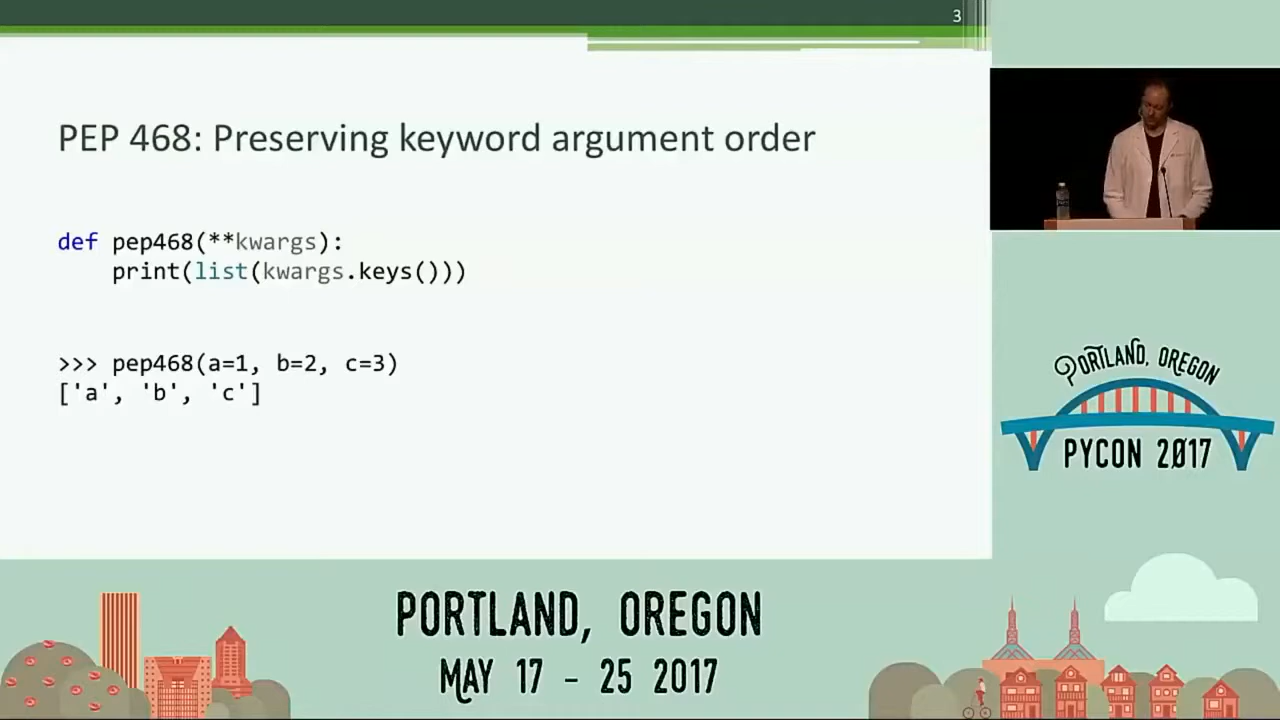 3
PEP 468: Preserving keyword argument order
def pep468(**kwargs):
    print(list(kwargs.keys()))
>>> pep468(a=1, b=2, c=3)
['a', 'b', 'c']
PORTLAND, OREGON
PYCON 2017
PORTLAND, OREGON
MAY 17 - 25 2017